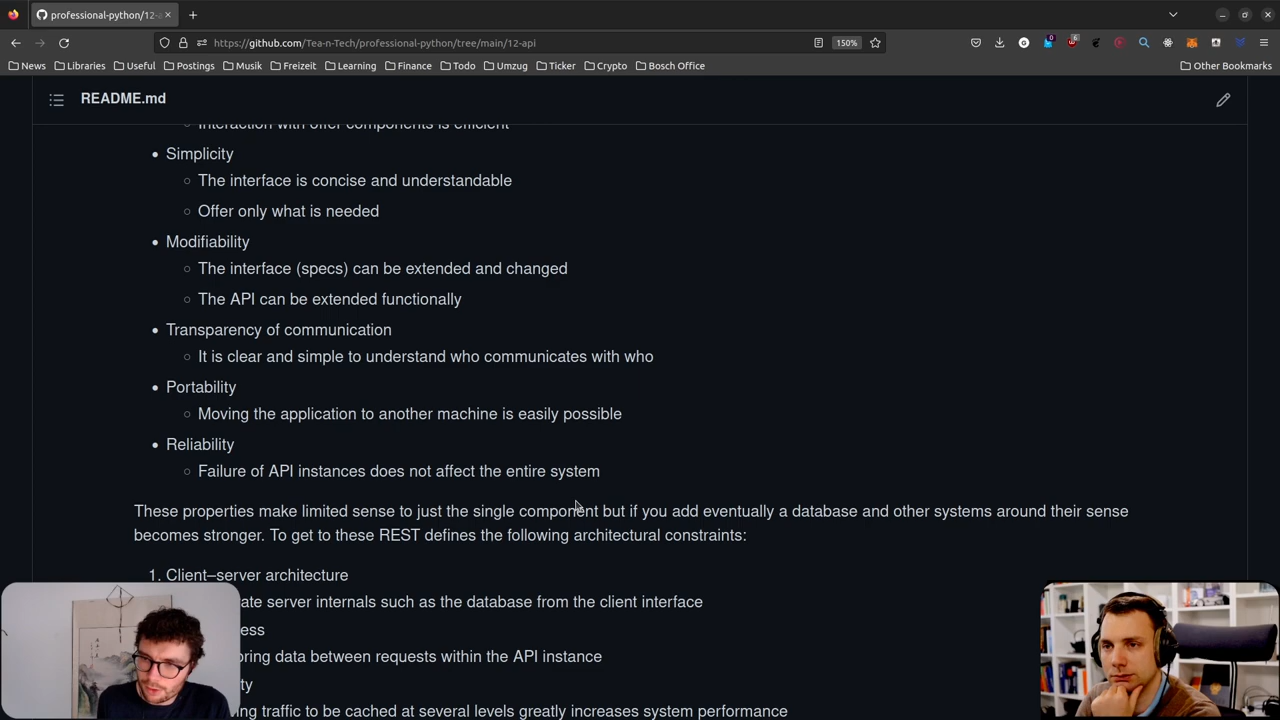 professional-python/12-a
https://github.com/Tea-n-Tech/professional-python/tree/main/12-api
150%
News Libraries Useful Postings Musik Freizeit Learning Finance Todo Umzug Ticker Crypto Bosch Office Other Bookmarks
README.md
Interaction with offer components is efficient
Simplicity
The interface is concise and understandable
Offer only what is needed
Modifiability
The interface (specs) can be extended and changed
The API can be extended functionally
Transparency of communication
It is clear and simple to understand who communicates with who
Portability
Moving the application to another machine is easily possible
Reliability
Failure of API instances does not affect the entire system
These properties make limited sense to just the single component but if you add eventually a database and other systems around their sense
becomes stronger. To get to these REST defines the following architectural constraints:
1. Client–server architecture
ate server internals such as the database from the client interface
ess
ring data between requests within the API instance
ty
ng traffic to be cached at several levels greatly increases system performance